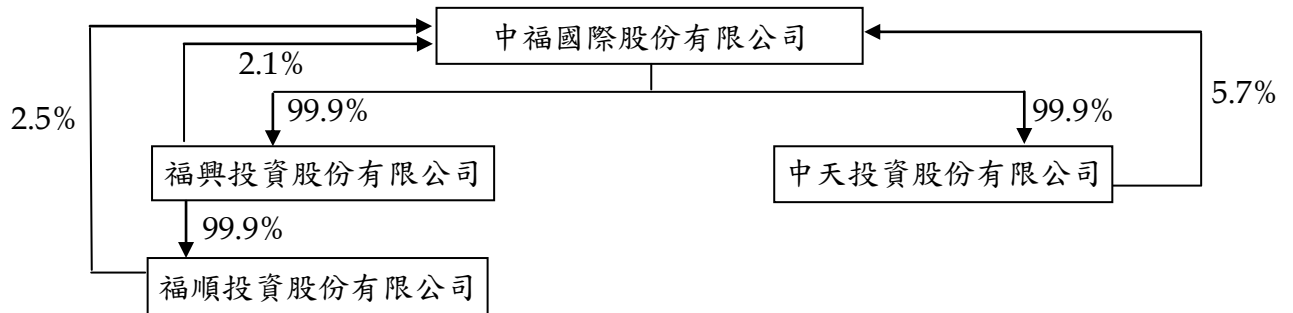 中福國際股份有限公司
2.1%
5.7%
2.5%
99.9%
99.9%
福興投資股份有限公司
中天投資股份有限公司
99.9%
福順投資股份有限公司